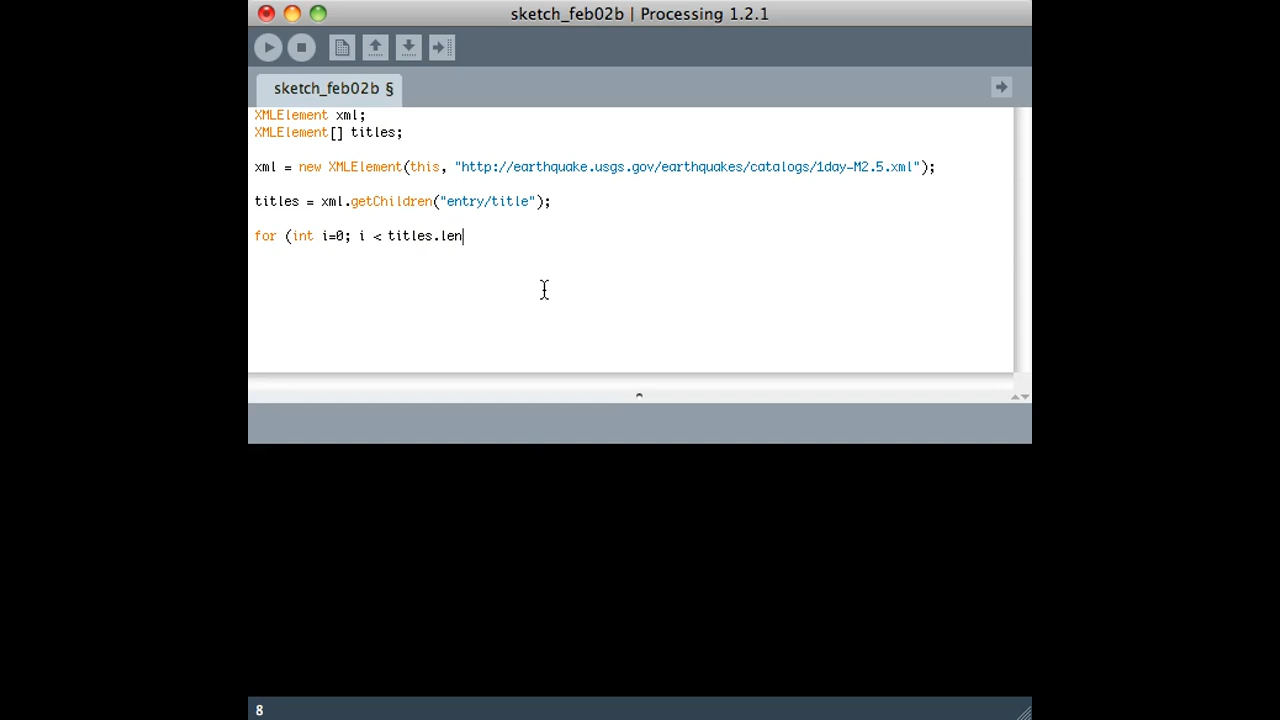 sketch_feb02b | Processing 1.2.1
sketch_feb02b §
XMLElement xml;
XMLElement[] titles;
xml = new XMLElement(this, "http://earthquake.usgs.gov/earthquakes/catalogs/1day-M2.5.xml");
titles = xml.getChildren("entry/title");
for (int i=0; i < titles.len
8